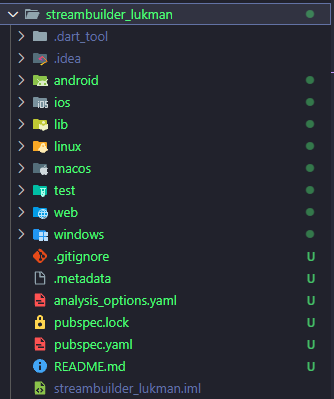 streambuilder_lukman
.dart_tool
.idea
android
ios
lib
linux
macos
test
web
windows
.gitignore U
.metadata U
analysis_options.yaml U
pubspec.lock U
pubspec.yaml U
README.md U
streambuilder_lukman.iml